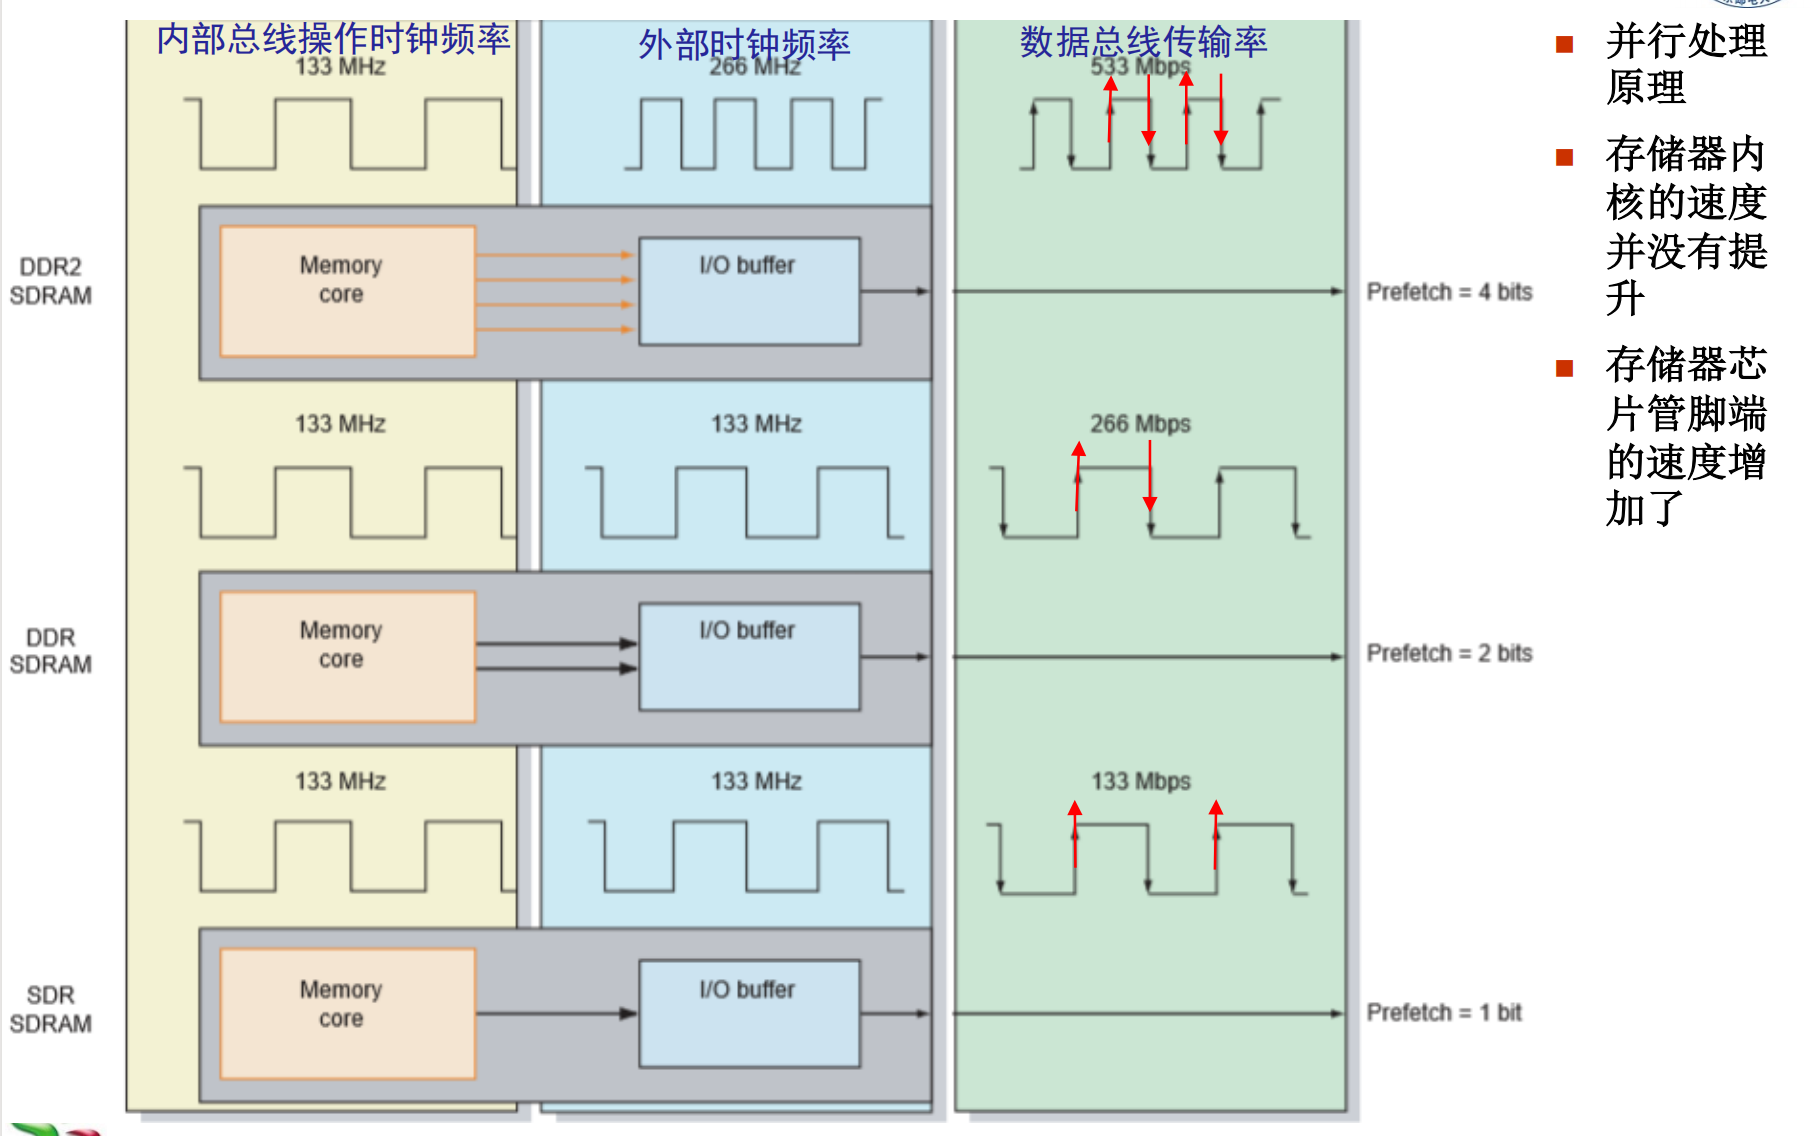 内部总线操作时钟频率
外部时钟频率
数据总线传输率
133 MHz
266 MHz
533 Mbps
DDR2
SDRAM
Memory
core
I/O buffer
Prefetch = 4 bits
133 MHz
133 MHz
266 Mbps
DDR
SDRAM
Memory
core
I/O buffer
Prefetch = 2 bits
133 MHz
133 MHz
133 Mbps
SDR
SDRAM
Memory
core
I/O buffer
Prefetch = 1 bit
并行处理
原理
存储器内
核的速度
并没有提
升
存储器芯
片管脚端
的速度增
加了